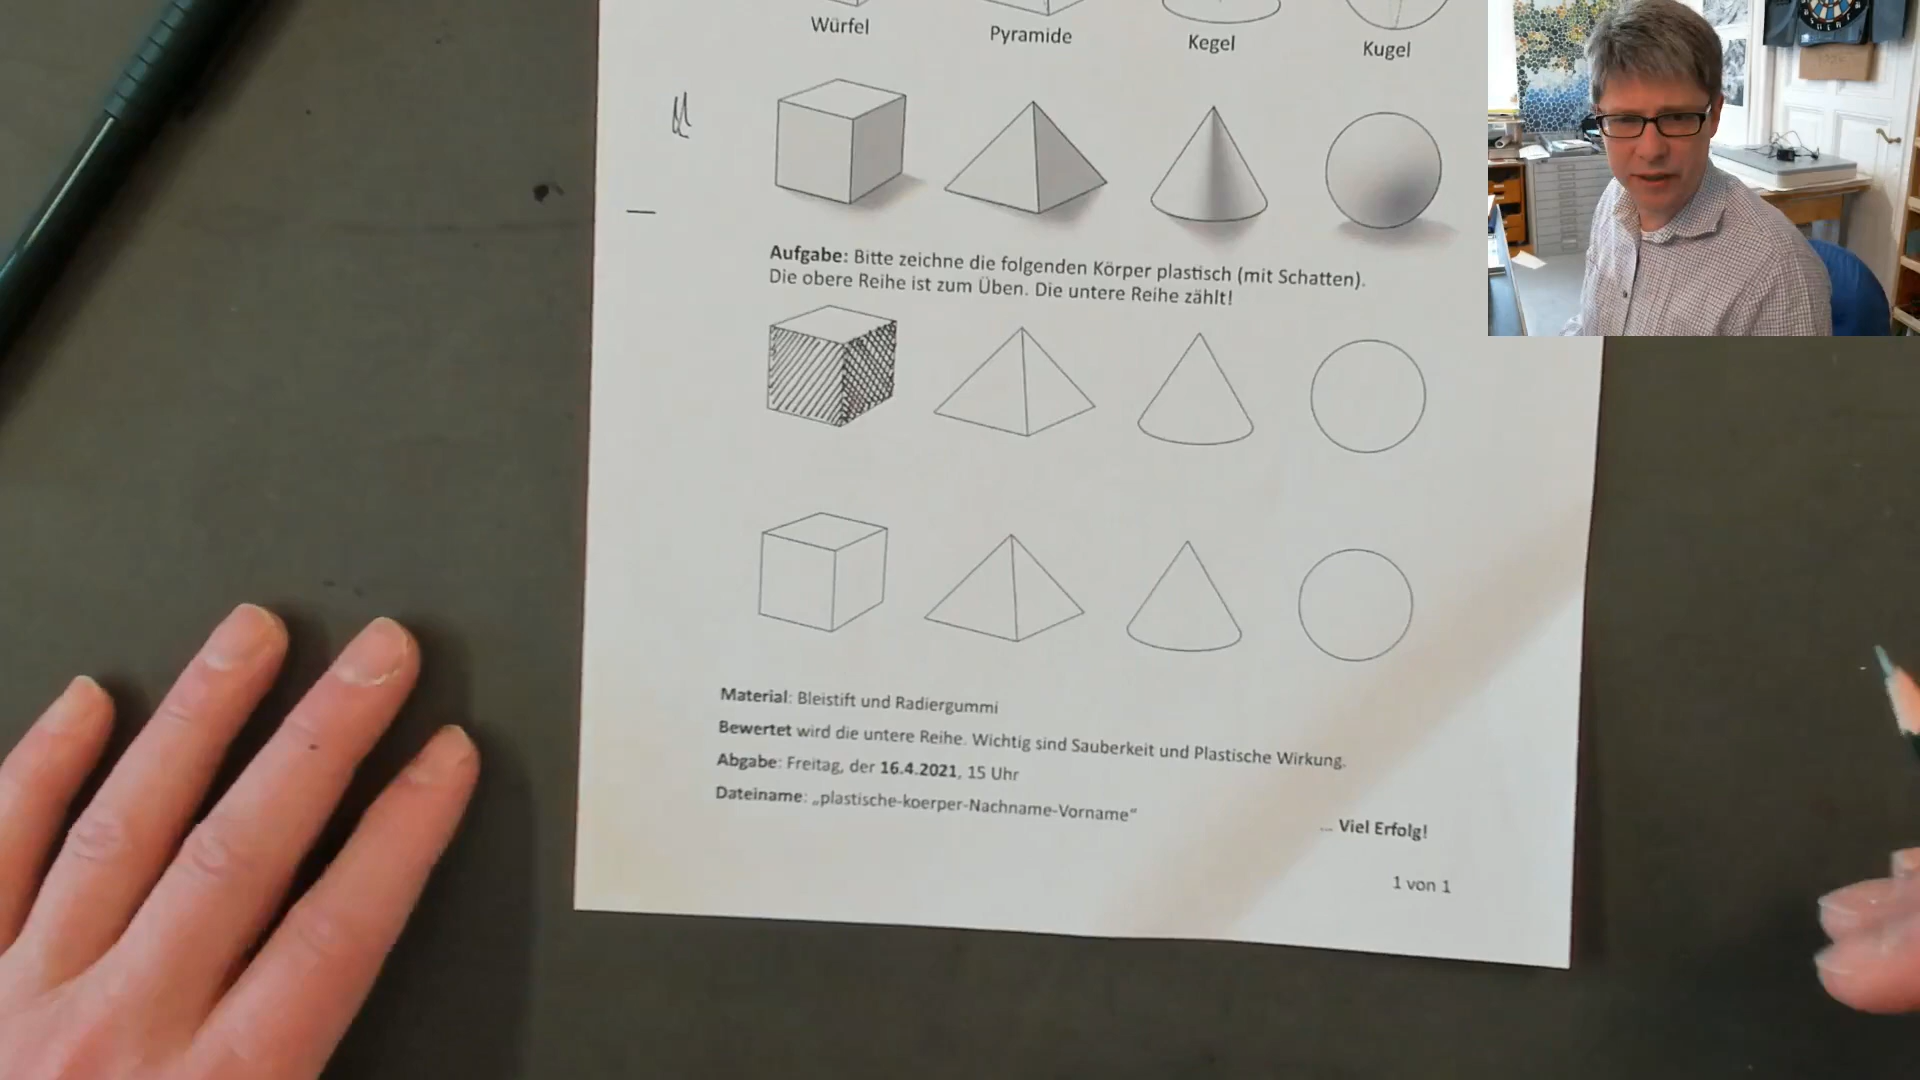 Würfel
Pyramide
Kegel
Kugel
Aufgabe: Bitte zeichne die folgenden Körper plastisch (mit Schatten).
Die obere Reihe ist zum Üben. Die untere Reihe zählt!
Material: Bleistift und Radiergummi
Bewertet wird die untere Reihe. Wichtig sind Sauberkeit und Plastische Wirkung.
Abgabe: Freitag, der 16.4.2021, 15 Uhr
Dateiname: „plastische-koerper-Nachname-Vorname“
... Viel Erfolg!
1 von 1